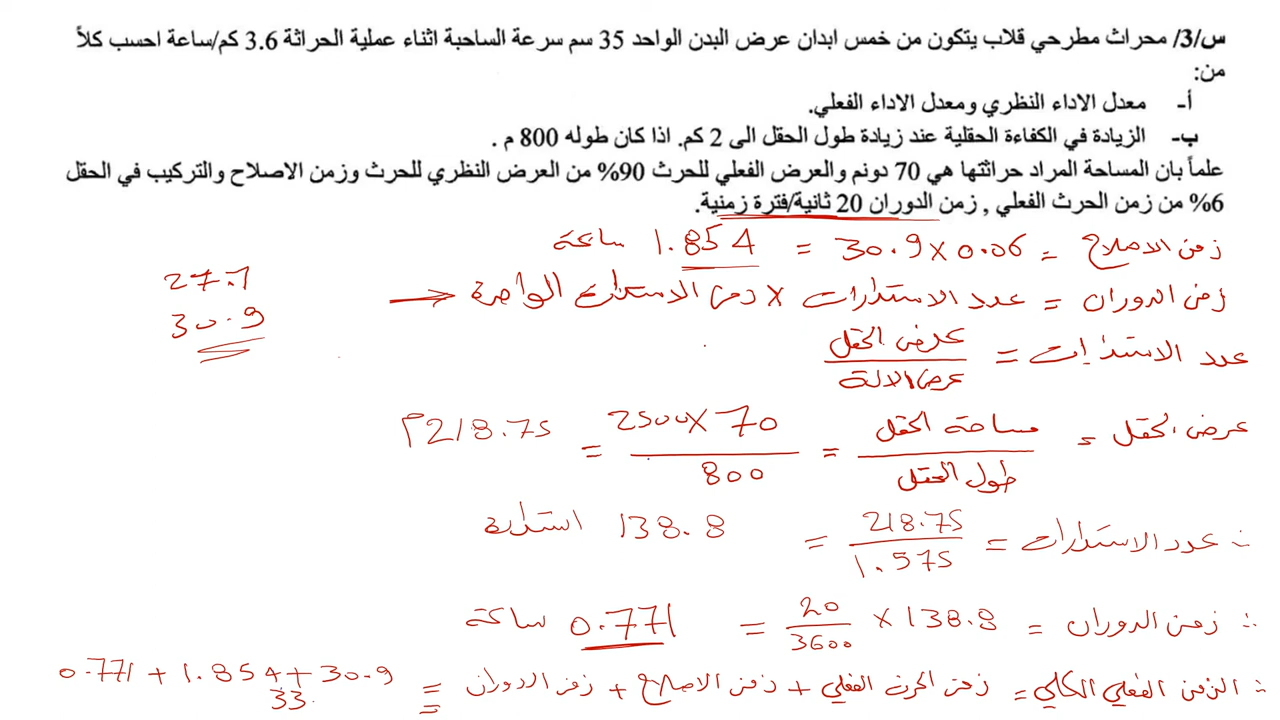 س/3/ محراث مطرحي قلاب يتكون من خمس ابدان عرض البدن الواحد 35 سم سرعة الساحبة اثناء عملية الحراثة 3.6 كم/ساعة احسب كلاً
من:
أ- معدل الاداء النظري ومعدل الاداء الفعلي.
ب- الزيادة في الكفاءة الحقلية عند زيادة طول الحقل الى 2 كم. اذا كان طوله 800 م .
علماً بان المساحة المراد حراثتها هي 70 دونم والعرض الفعلي للحرث 90% من العرض النظري للحرث وزمن الاصلاح والتركيب في الحقل
6% من زمن الحرث الفعلي , زمن الدوران 20 ثانية/فترة زمنية.
زمن الاصلاح = 30.9 × 0.06 = 1.854 ساعة
27.7
30.9
زمن الدوران = عدد الاستدارات × زمن الاستدارة الواحدة
عدد الاستدارات = عرض الحقل / عرض الالة
عرض الحقل = مساحة الحقل / طول الحقل = 2500 × 70 / 800 = 218.75 م
∴ عدد الاستدارات = 218.75 / 1.575 = 138.8 استدارة
∴ زمن الدوران = 138.8 × 20 / 3600 = 0.771 ساعة
∴ الزمن الفعلي الكلي = زمن الحرث الفعلي + زمن الاصلاح + زمن الدوران = 30.9 + 1.854 + 0.771
33.